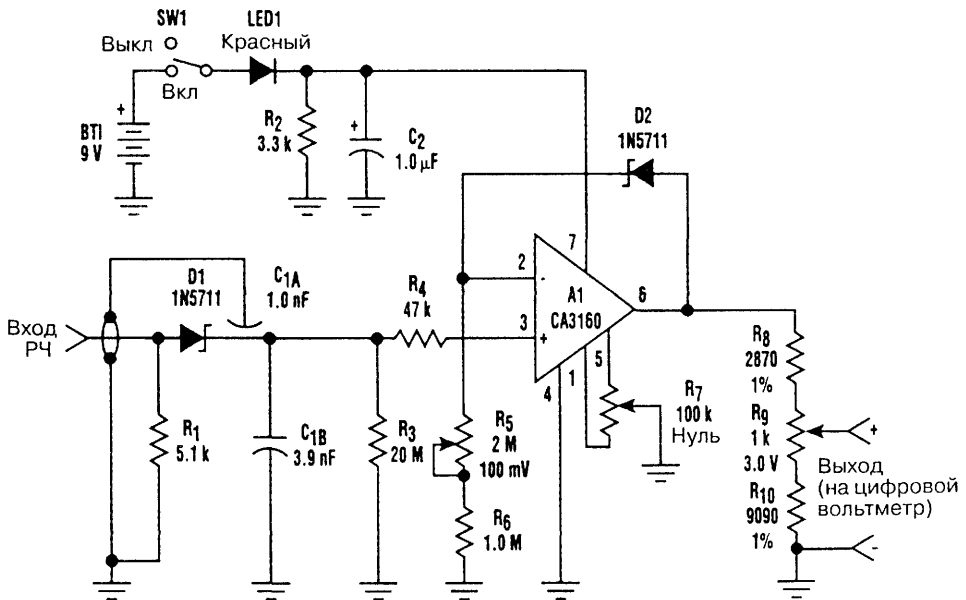 SW1
LED1
Выкл
Красный
Вкл
+
BT1
9 V
R2
3.3 k
+
C2
1.0 µF
D2
1N5711
D1
1N5711
C1A
1.0 nF
Вход
РЧ
R4
47 k
2
-
3
+
7
A1
CA3160
6
5
1
4
R1
5.1 k
C1B
3.9 nF
R3
20 M
R5
2 M
100 mV
R6
1.0 M
R7
100 k
Нуль
R8
2870
1%
R9
1 k
3.0 V
R10
9090
1%
+
Выход
(на цифровой
вольтметр)
-